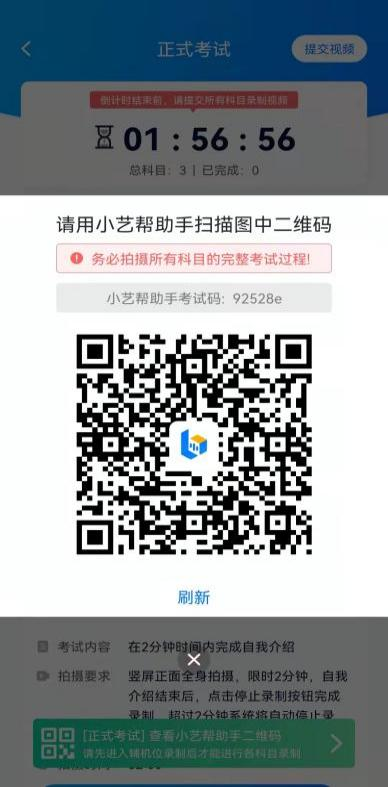 正式考试
提交视频
倒计时结束前，请提交所有科目录制视频
01 : 56 : 56
总科目：3 | 已完成：0
请用小艺帮助手扫描图中二维码
务必拍摄所有科目的完整考试过程!
小艺帮助手考试码：92528e
刷新
考试内容 在2分钟时间内完成自我介绍
拍摄要求 竖屏正面全身拍摄，限时2分钟，自我
介绍结束后，点击停止录制按钮完成
录制，超过2分钟系统将自动停止录
[正式考试] 查看小艺帮助手二维码
请先进入辅机位录制后才能进行各科目录制